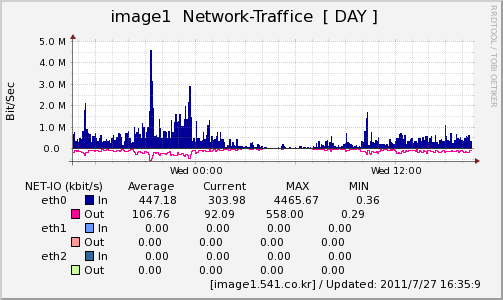 image1 Network-Traffice [ DAY ]
RRDTOOL / TOBI OETIKER
Bit/Sec
5.0 M
4.0 M
3.0 M
2.0 M
1.0 M
0.0
Wed 00:00 Wed 12:00
NET-IO (kbit/s) Average Current MAX MIN
eth0 In 447.18 303.98 4465.67 0.36
Out 106.76 92.09 558.00 0.29
eth1 In 0.00 0.00 0.00 0.00
Out 0.00 0.00 0.00 0.00
eth2 In 0.00 0.00 0.00 0.00
Out 0.00 0.00 0.00 0.00
[image1.541.co.kr] / Updated: 2011/7/27 16:35:9